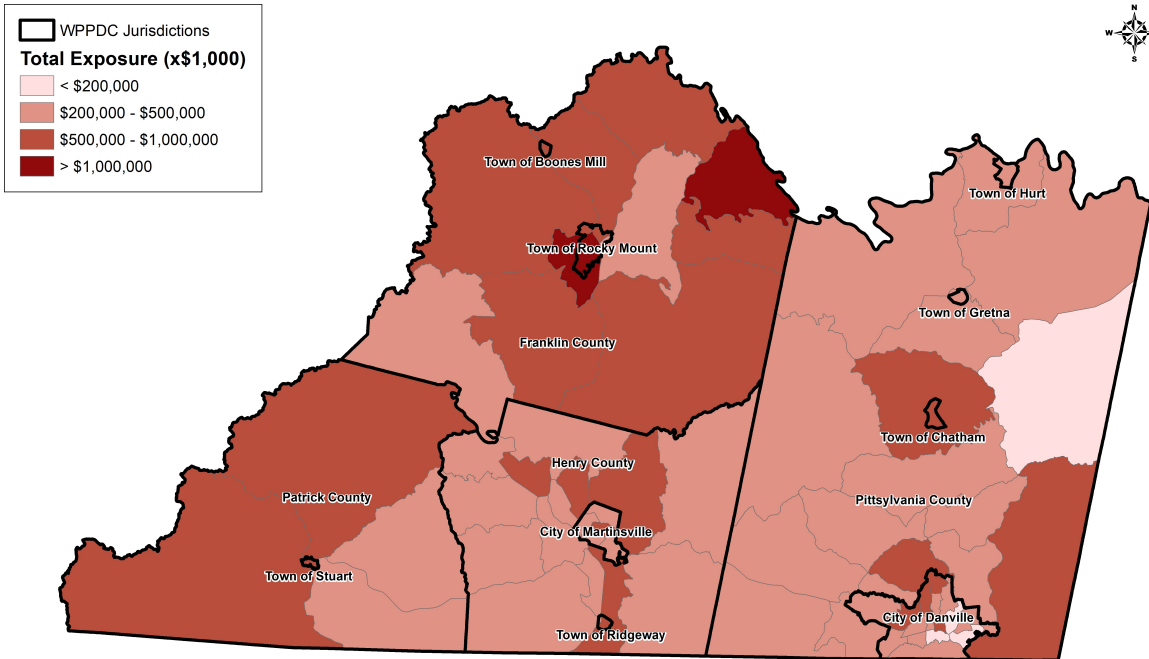 WPPDC Jurisdictions
Total Exposure (x$1,000)
< $200,000
$200,000 - $500,000
$500,000 - $1,000,000
> $1,000,000
N
W
E
S
Town of Boones Mill
Town of Hurt
Town of Rocky Mount
Town of Gretna
Franklin County
Town of Chatham
Henry County
Patrick County
Pittsylvania County
City of Martinsville
Town of Stuart
City of Danville
Town of Ridgeway